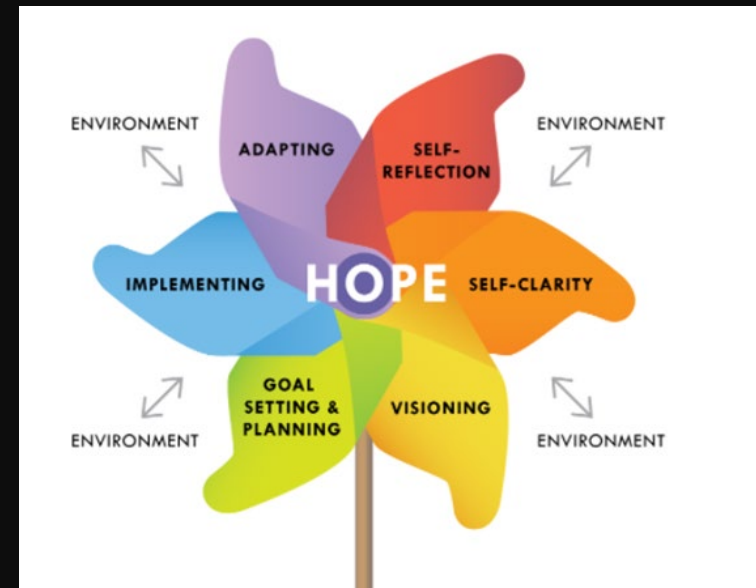 ENVIRONMENT
ENVIRONMENT
ADAPTING
SELF-
REFLECTION
IMPLEMENTING
HOPE
SELF-CLARITY
GOAL
SETTING &
PLANNING
VISIONING
ENVIRONMENT
ENVIRONMENT